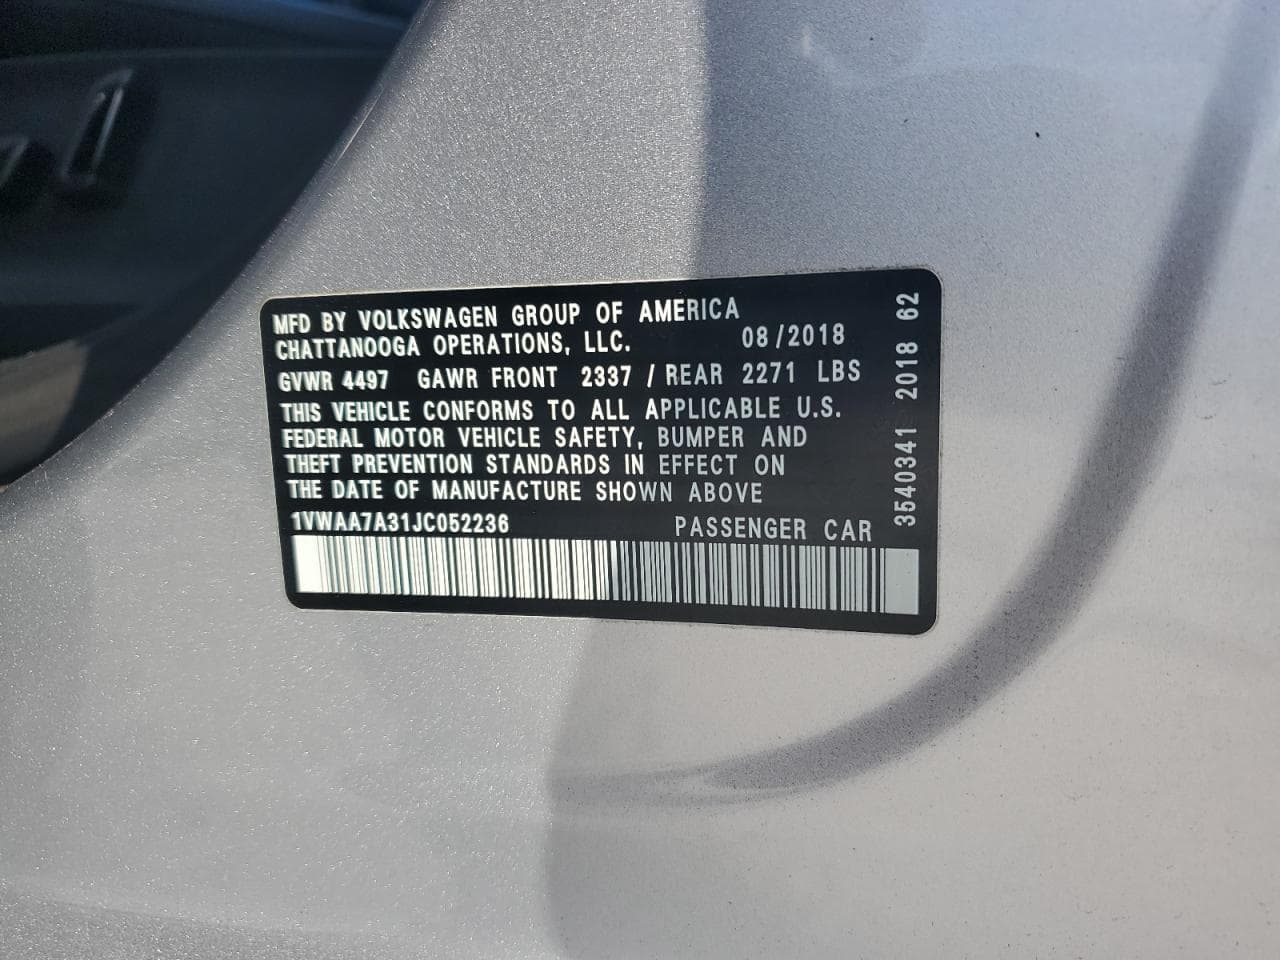 MFD BY VOLKSWAGEN GROUP OF AMERICA
CHATTANOOGA OPERATIONS, LLC. 08/2018
GVWR 4497 GAWR FRONT 2337 / REAR 2271 LBS
THIS VEHICLE CONFORMS TO ALL APPLICABLE U.S.
FEDERAL MOTOR VEHICLE SAFETY, BUMPER AND
THEFT PREVENTION STANDARDS IN EFFECT ON
THE DATE OF MANUFACTURE SHOWN ABOVE
1VWAA7A31JC052236 PASSENGER CAR
3540341 2018 62